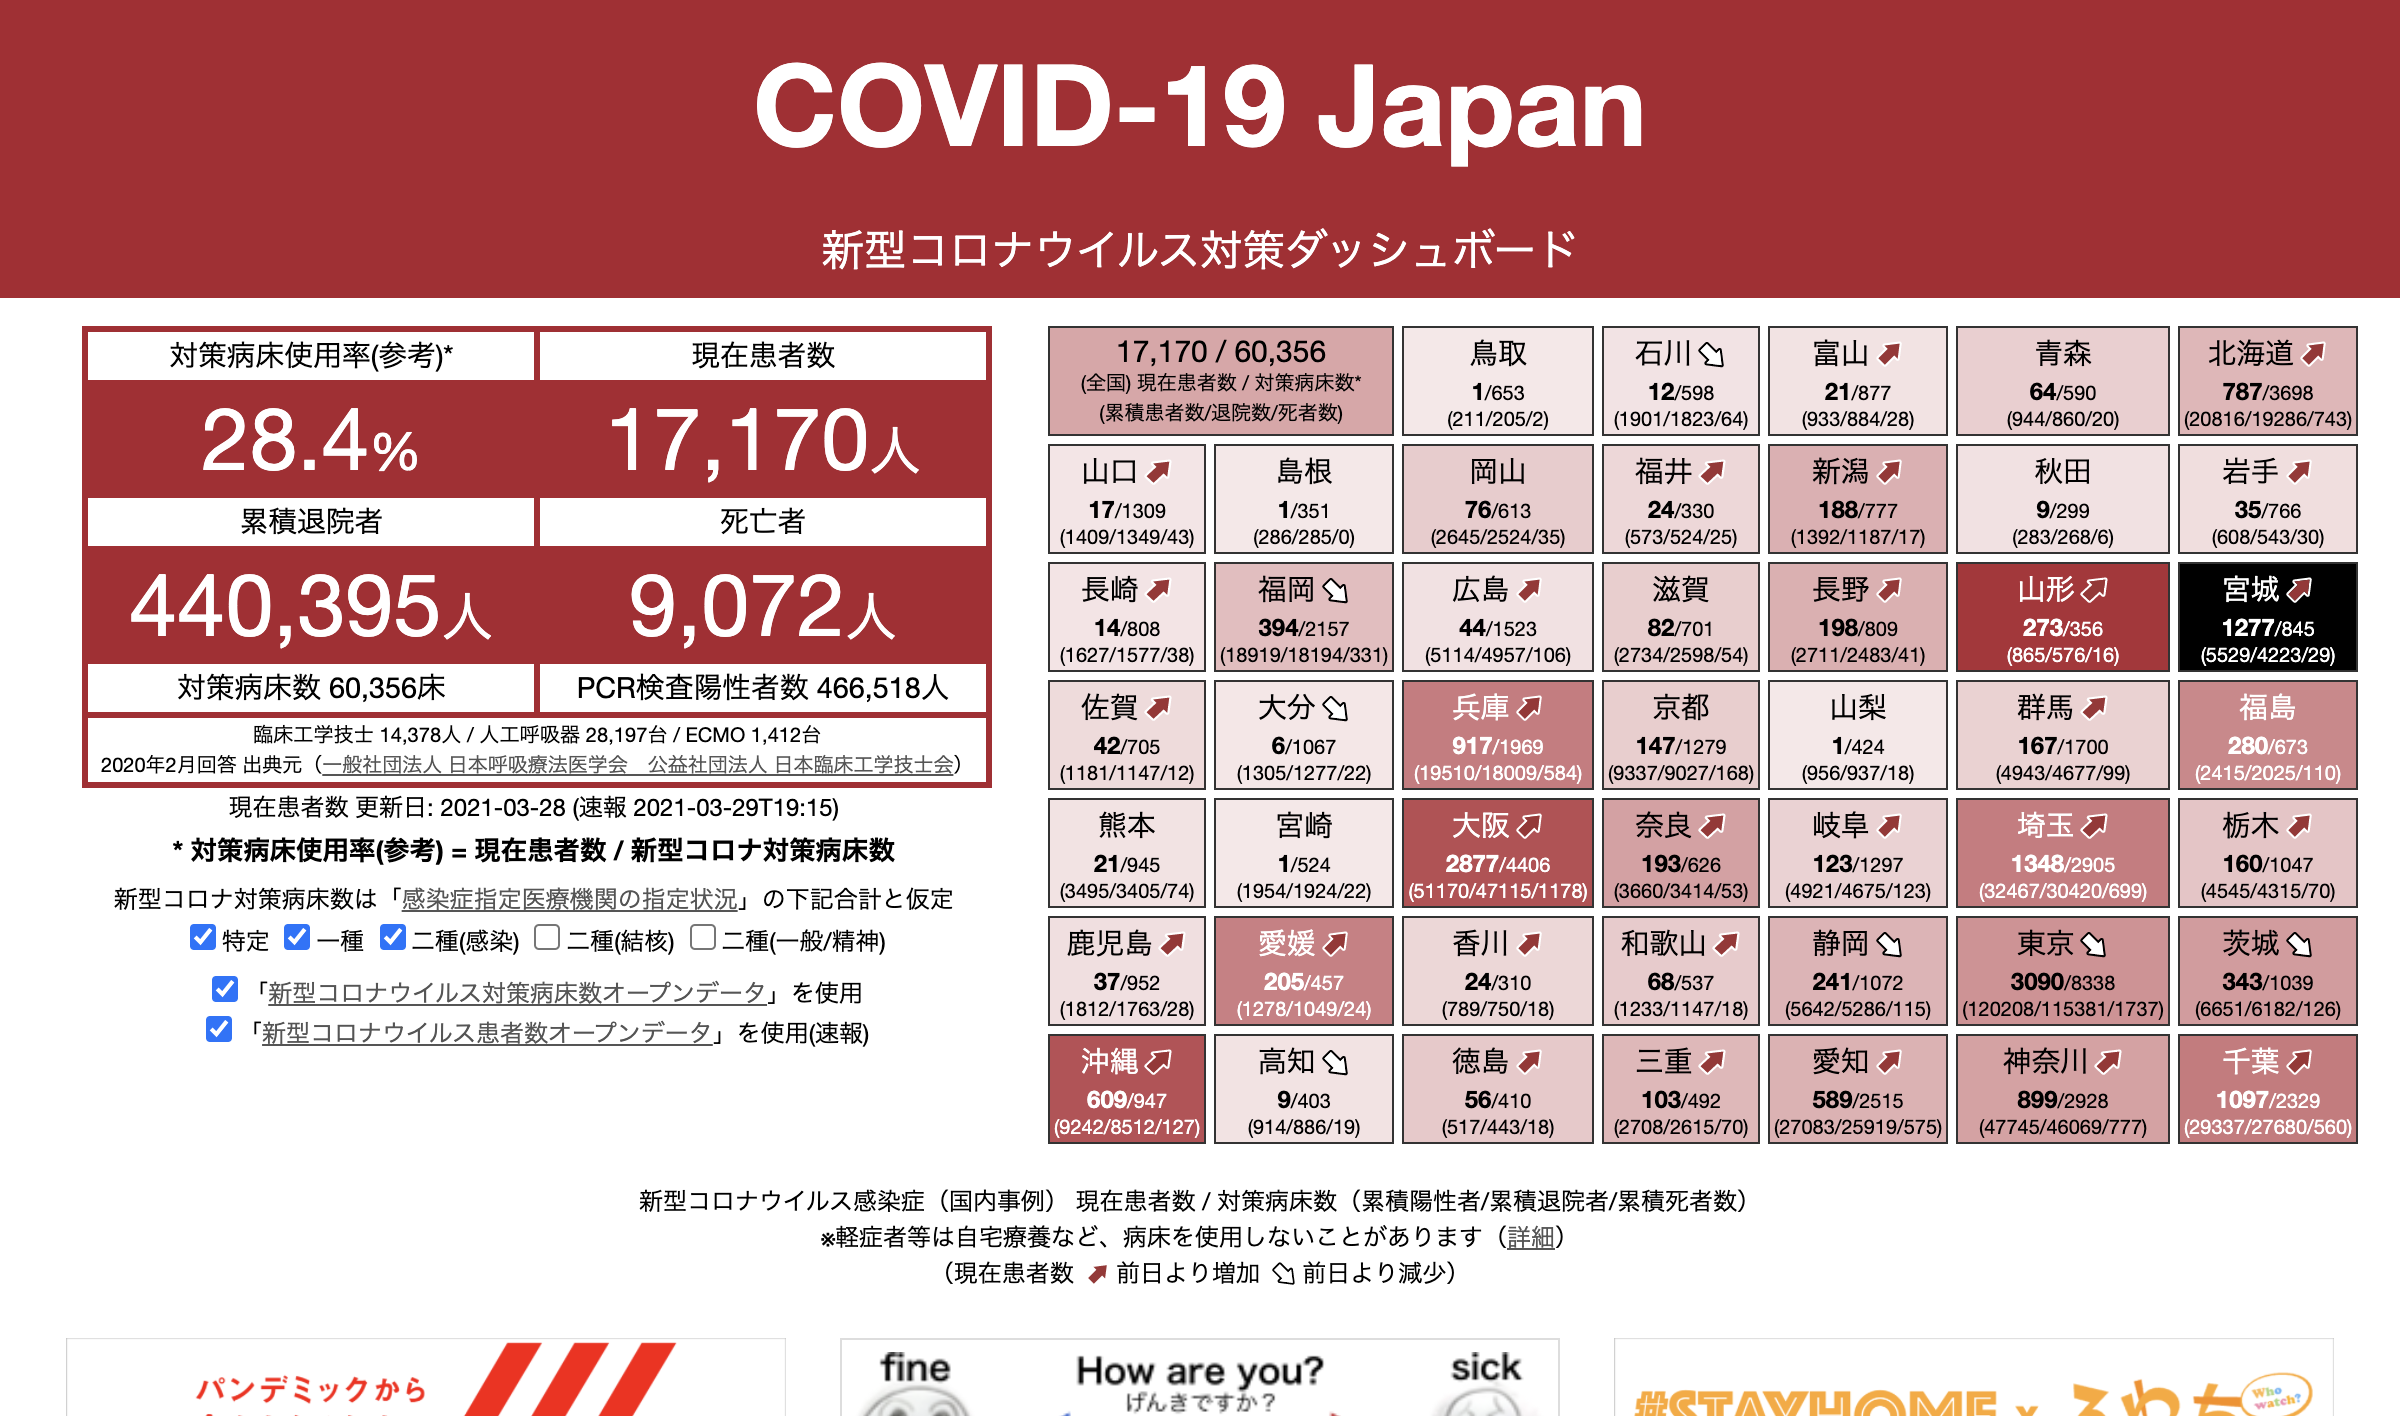 COVID-19 Japan
新型コロナウイルス対策ダッシュボード
対策病床使用率(参考)*
現在患者数
28.4%
17,170人
累積退院者
死亡者
440,395人
9,072人
対策病床数 60,356床
PCR検査陽性者数 466,518人
臨床工学技士 14,378人 / 人工呼吸器 28,197台 / ECMO 1,412台
2020年2月回答 出典元（一般社団法人 日本呼吸療法医学会　公益社団法人 日本臨床工学技士会）
現在患者数 更新日: 2021-03-28 (速報 2021-03-29T19:15)
* 対策病床使用率(参考) = 現在患者数 / 新型コロナ対策病床数
新型コロナ対策病床数は「感染症指定医療機関の指定状況」の下記合計と仮定
特定 一種 二種(感染) 二種(結核) 二種(一般/精神)
「新型コロナウイルス対策病床数オープンデータ」を使用
「新型コロナウイルス患者数オープンデータ」を使用(速報)
17,170 / 60,356
(全国) 現在患者数 / 対策病床数*
(累積患者数/退院数/死者数)
鳥取
1/653
(211/205/2)
石川
12/598
(1901/1823/64)
富山
21/877
(933/884/28)
青森
64/590
(944/860/20)
北海道
787/3698
(20816/19286/743)
山口
17/1309
(1409/1349/43)
島根
1/351
(286/285/0)
岡山
76/613
(2645/2524/35)
福井
24/330
(573/524/25)
新潟
188/777
(1392/1187/17)
秋田
9/299
(283/268/6)
岩手
35/766
(608/543/30)
長崎
14/808
(1627/1577/38)
福岡
394/2157
(18919/18194/331)
広島
44/1523
(5114/4957/106)
滋賀
82/701
(2734/2598/54)
長野
198/809
(2711/2483/41)
山形
273/356
(865/576/16)
宮城
1277/845
(5529/4223/29)
佐賀
42/705
(1181/1147/12)
大分
6/1067
(1305/1277/22)
兵庫
917/1969
(19510/18009/584)
京都
147/1279
(9337/9027/168)
山梨
1/424
(956/937/18)
群馬
167/1700
(4943/4677/99)
福島
280/673
(2415/2025/110)
熊本
21/945
(3495/3405/74)
宮崎
1/524
(1954/1924/22)
大阪
2877/4406
(51170/47115/1178)
奈良
193/626
(3660/3414/53)
岐阜
123/1297
(4921/4675/123)
埼玉
1348/2905
(32467/30420/699)
栃木
160/1047
(4545/4315/70)
鹿児島
37/952
(1812/1763/28)
愛媛
205/457
(1278/1049/24)
香川
24/310
(789/750/18)
和歌山
68/537
(1233/1147/18)
静岡
241/1072
(5642/5286/115)
東京
3090/8338
(120208/115381/1737)
茨城
343/1039
(6651/6182/126)
沖縄
609/947
(9242/8512/127)
高知
9/403
(914/886/19)
徳島
56/410
(517/443/18)
三重
103/492
(2708/2615/70)
愛知
589/2515
(27083/25919/575)
神奈川
899/2928
(47745/46069/777)
千葉
1097/2329
(29337/27680/560)
新型コロナウイルス感染症（国内事例） 現在患者数 / 対策病床数（累積陽性者/累積退院者/累積死者数）
※軽症者等は自宅療養など、病床を使用しないことがあります（詳細）
（現在患者数 前日より増加 前日より減少）
パンデミックから
fine
How are you?
sick
げんきですか？
#STAYHOME x
Who watch?